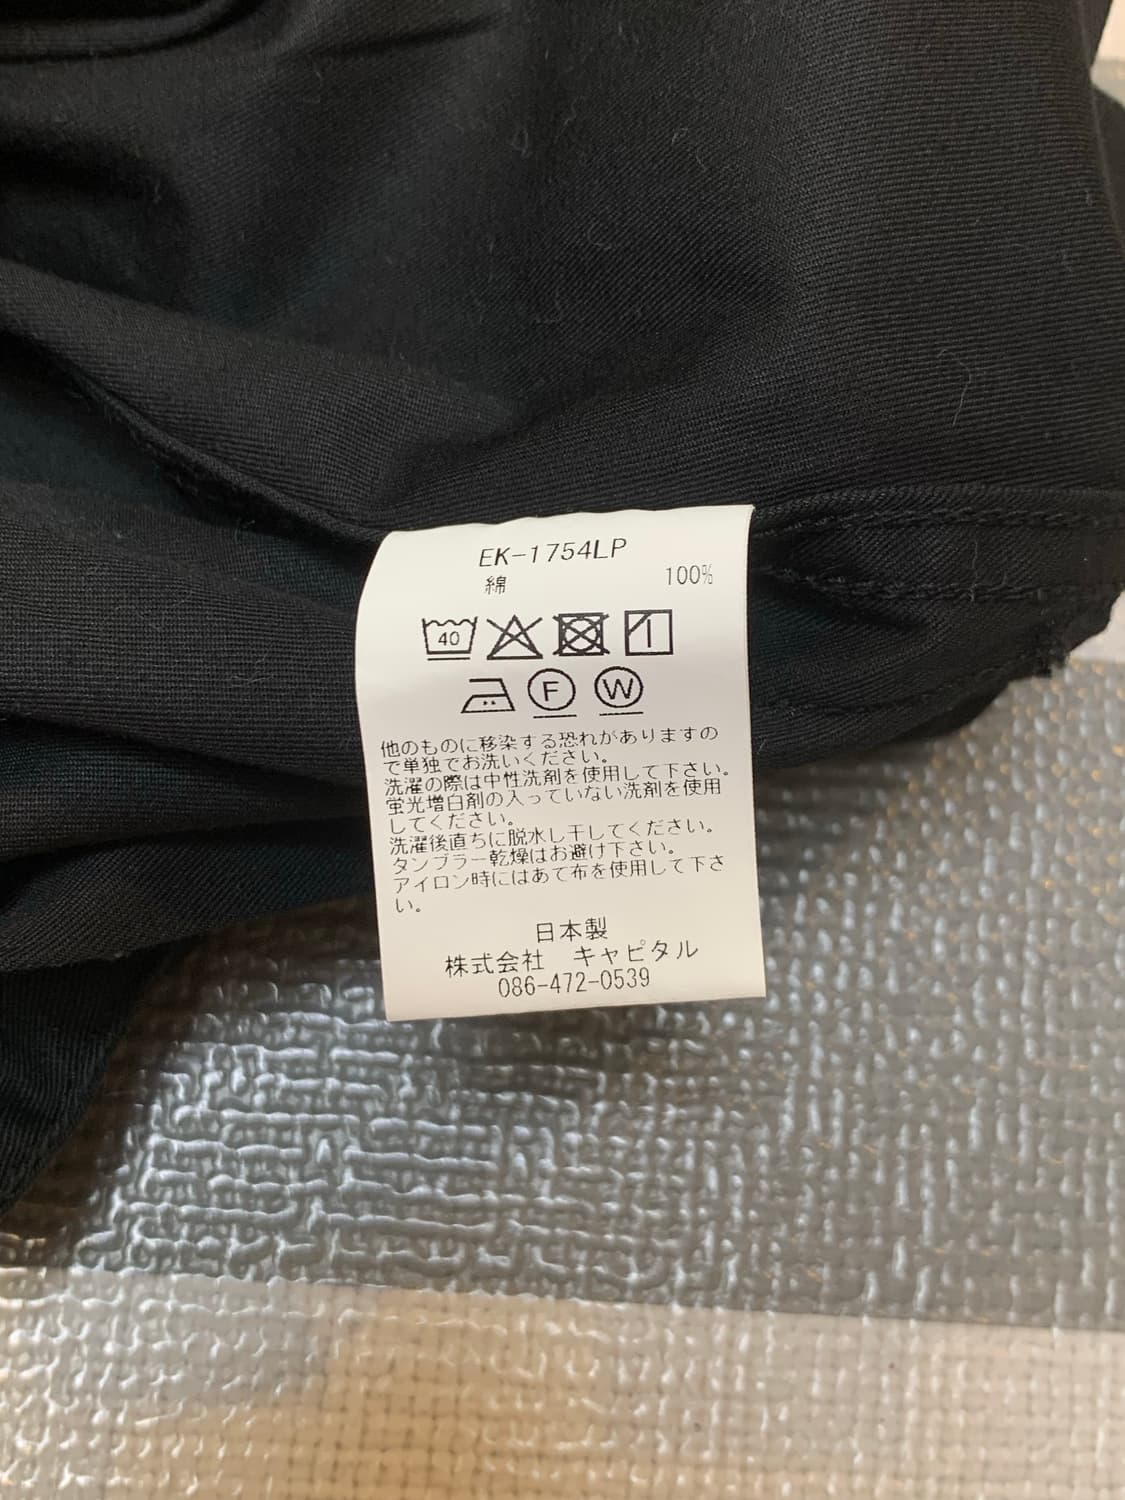 EK-1754LP
綿 100%
40
F W
他のものに移染する恐れがありますの
で単独でお洗いください。
洗濯の際は中性洗剤を使用して下さい。
蛍光増白剤の入っていない洗剤を使用
してください。
洗濯後直ちに脱水し干してください。
タンブラー乾燥はお避け下さい。
アイロン時にはあて布を使用して下さ
い。
日本製
株式会社 キャピタル
086-472-0539